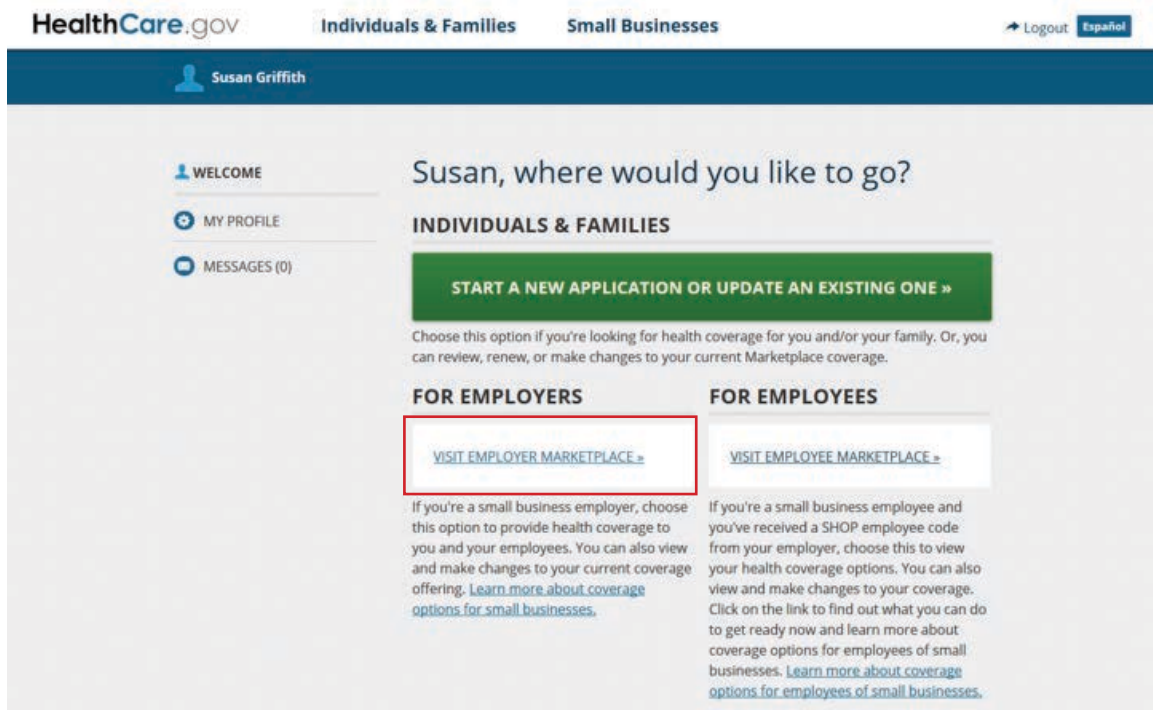 HealthCare.gov
Individuals & Families
Small Businesses
Logout
Español
Susan Griffith
WELCOME
MY PROFILE
MESSAGES (0)
Susan, where would you like to go?
INDIVIDUALS & FAMILIES
START A NEW APPLICATION OR UPDATE AN EXISTING ONE »
Choose this option if you're looking for health coverage for you and/or your family. Or, you
can review, renew, or make changes to your current Marketplace coverage.
FOR EMPLOYERS
VISIT EMPLOYER MARKETPLACE »
If you're a small business employer, choose
this option to provide health coverage to
you and your employees. You can also view
and make changes to your current coverage
offering. Learn more about coverage
options for small businesses.
FOR EMPLOYEES
VISIT EMPLOYEE MARKETPLACE »
If you're a small business employee and
you've received a SHOP employee code
from your employer, choose this to view
your health coverage options. You can also
view and make changes to your coverage.
Click on the link to find out what you can do
to get ready now and learn more about
coverage options for employees of small
businesses. Learn more about coverage
options for employees of small businesses.